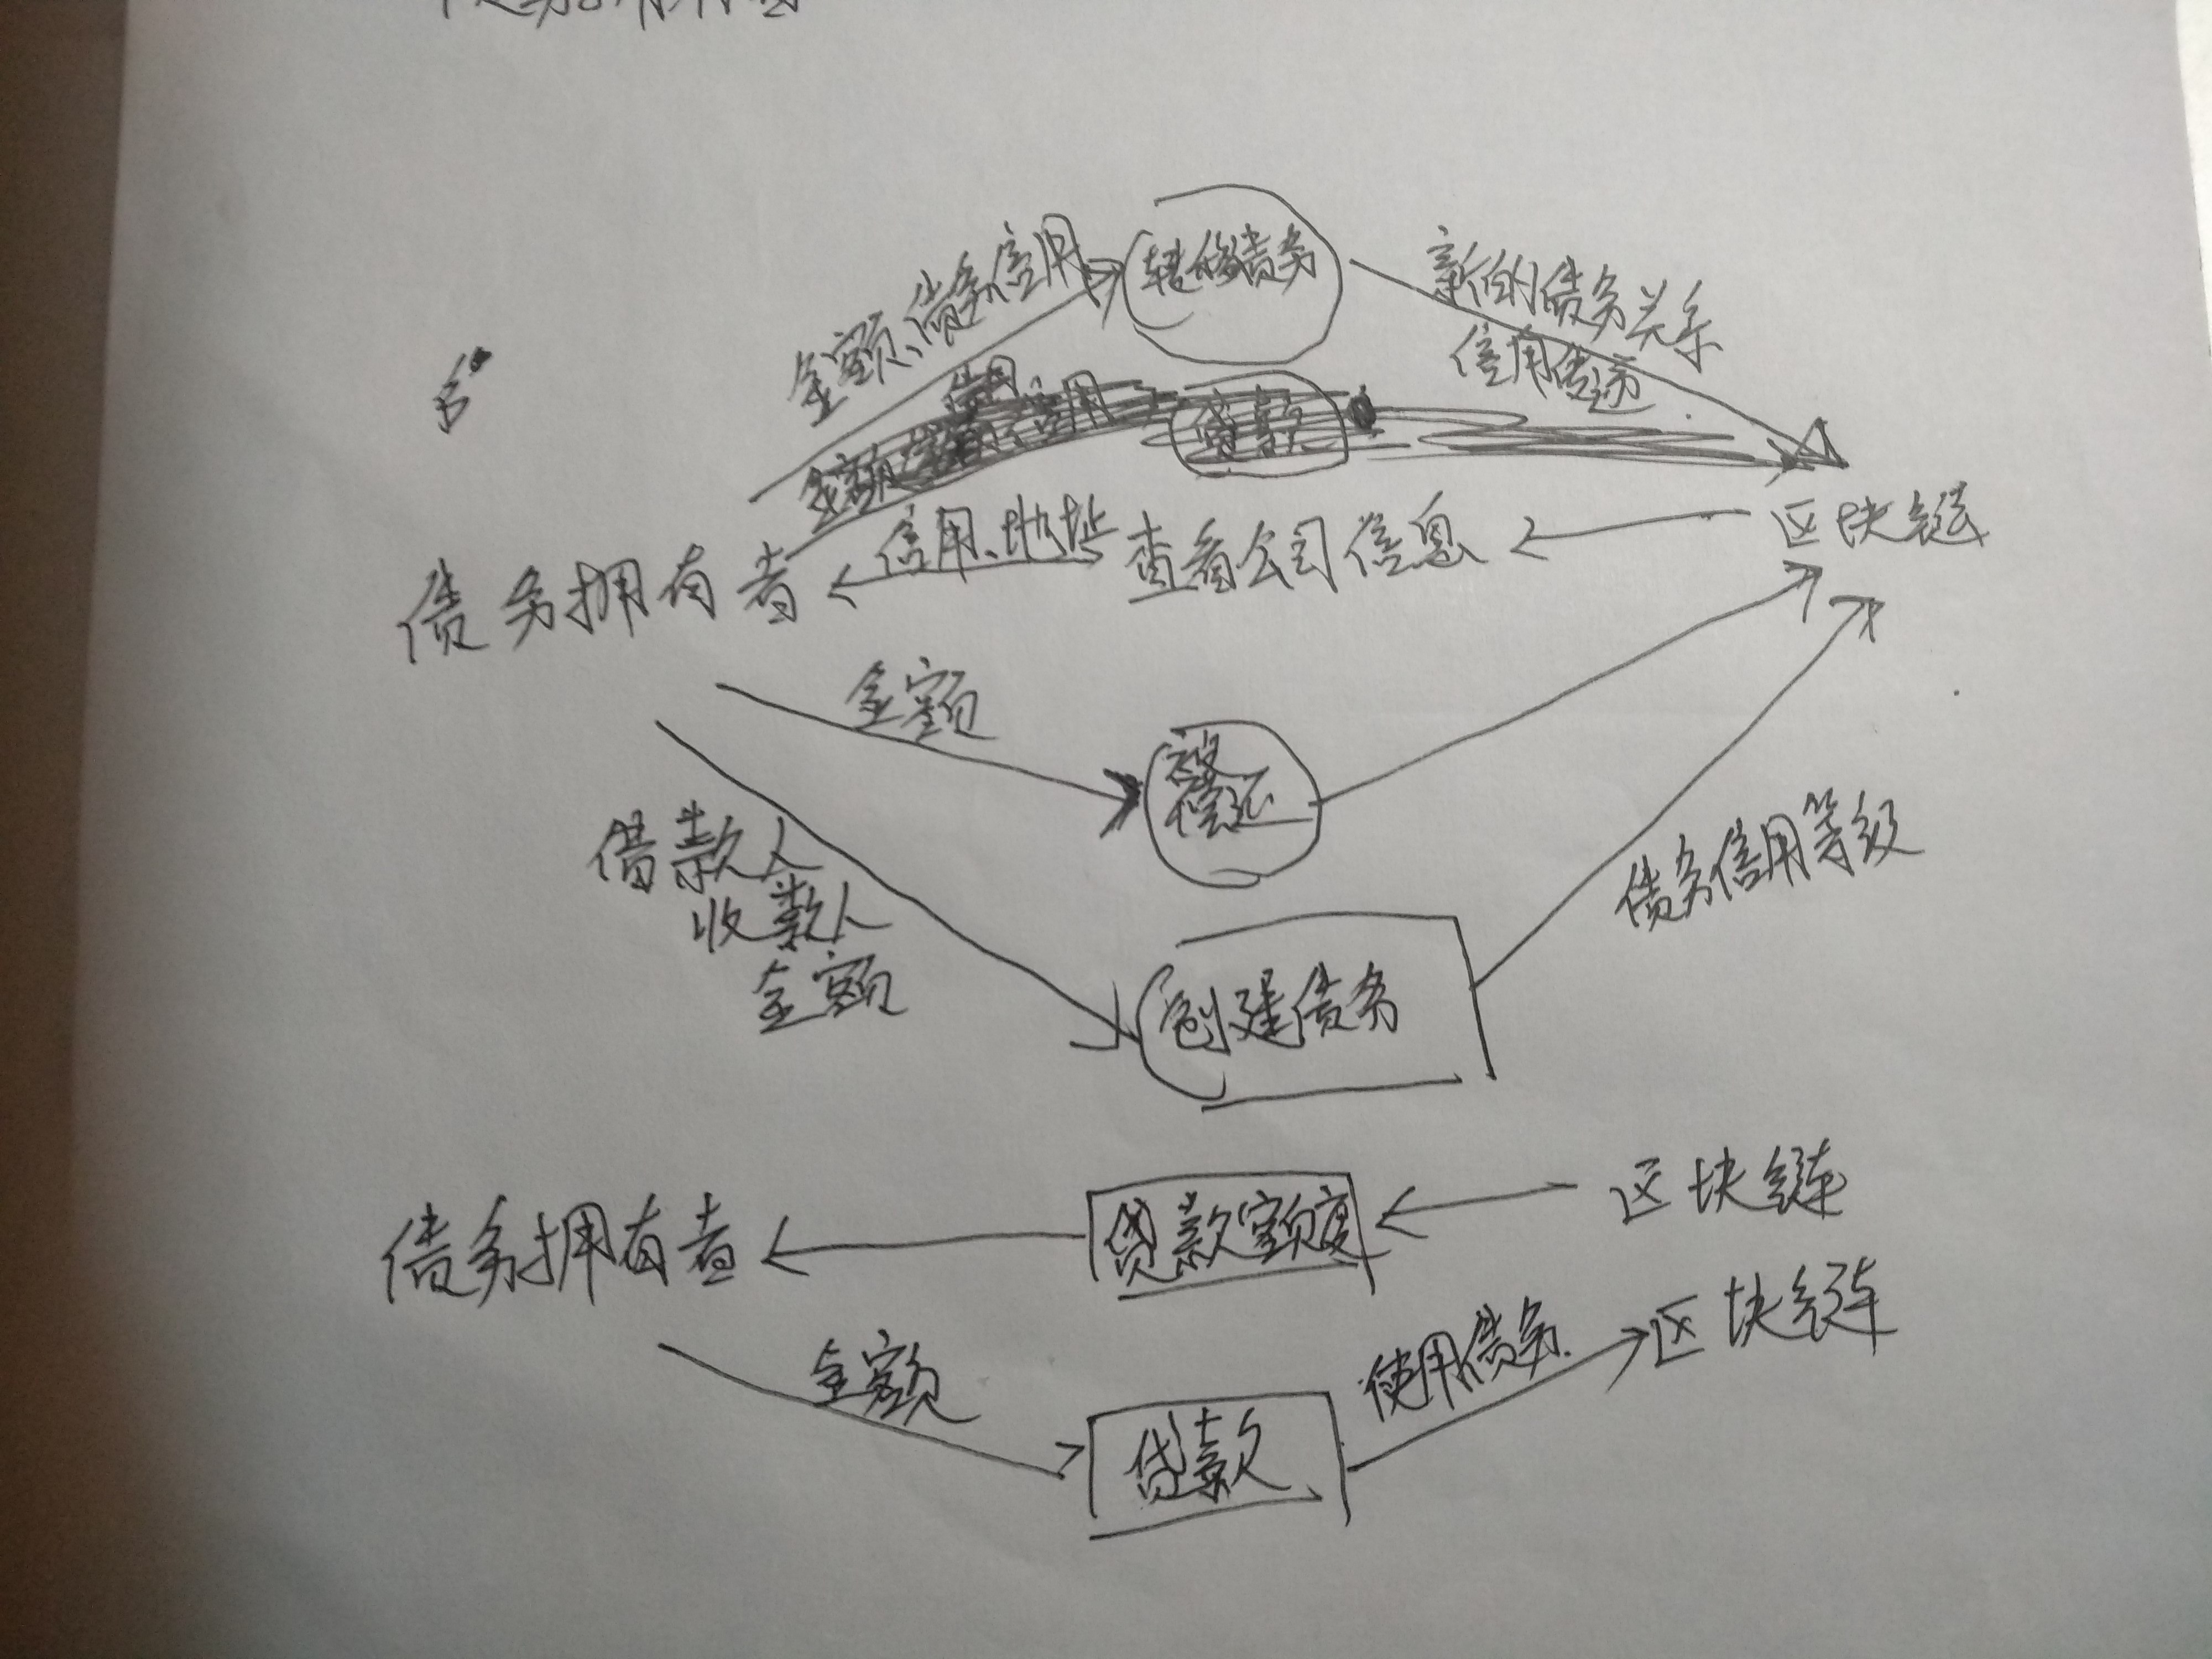 转移债务
金额、债务信用
新的债务关系
信用传递
贷款
区块链
信用、地址
查看公司信息
债务拥有者
金额
偿还
借款人
收款人
金额
债务信用等级
创建债务
区块链
贷款额度
债务拥有者
区块链
使用债务
金额
贷款